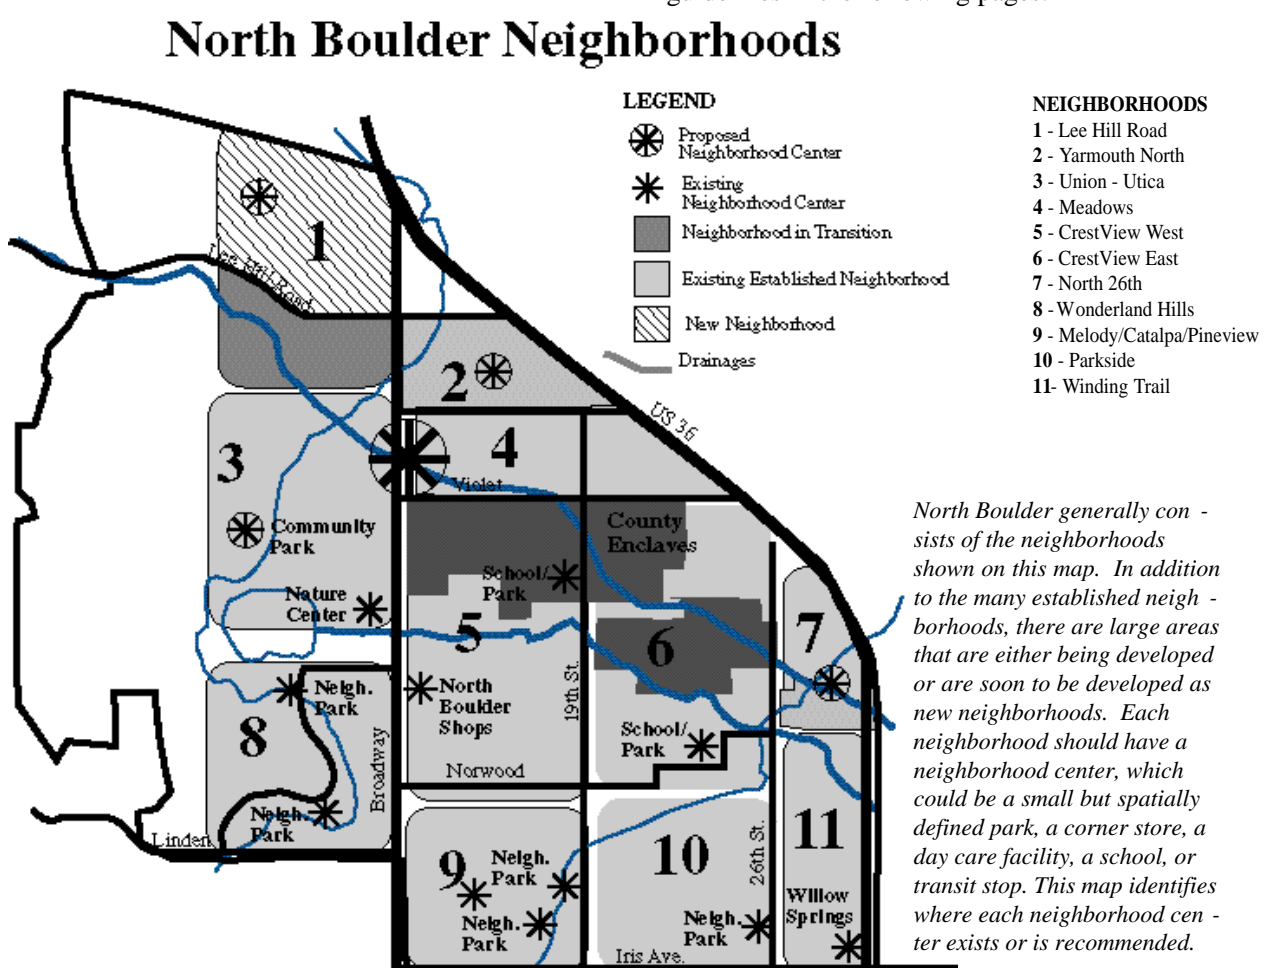 North Boulder Neighborhoods
LEGEND
Proposed
Neighborhood Center
Existing
Neighborhood Center
Neighborhood in Transition
Existing Established Neighborhood
New Neighborhood
Drainages
NEIGHBORHOODS
1 - Lee Hill Road
2 - Yarmouth North
3 - Union - Utica
4 - Meadows
5 - CrestView West
6 - CrestView East
7 - North 26th
8 - Wonderland Hills
9 - Melody/Catalpa/Pineview
10 - Parkside
11- Winding Trail
1
Lee Hill Road
2
US 36
3
4
Violet
Community
Park
County
Enclaves
School/
Park
Nature
Center
5
6
7
19th St.
Neigh.
Park
North
Boulder
Shops
8
Broadway
School/
Park
Norwood
Neigh.
Park
Linden
9
Neigh.
Park
Neigh.
Park
10
26th St.
Neigh.
Park
11
Willow
Springs
Iris Ave.
North Boulder generally con -
sists of the neighborhoods
shown on this map. In addition
to the many established neigh -
borhoods, there are large areas
that are either being developed
or are soon to be developed as
new neighborhoods. Each
neighborhood should have a
neighborhood center, which
could be a small but spatially
defined park, a corner store, a
day care facility, a school, or
transit stop. This map identifies
where each neighborhood cen -
ter exists or is recommended.